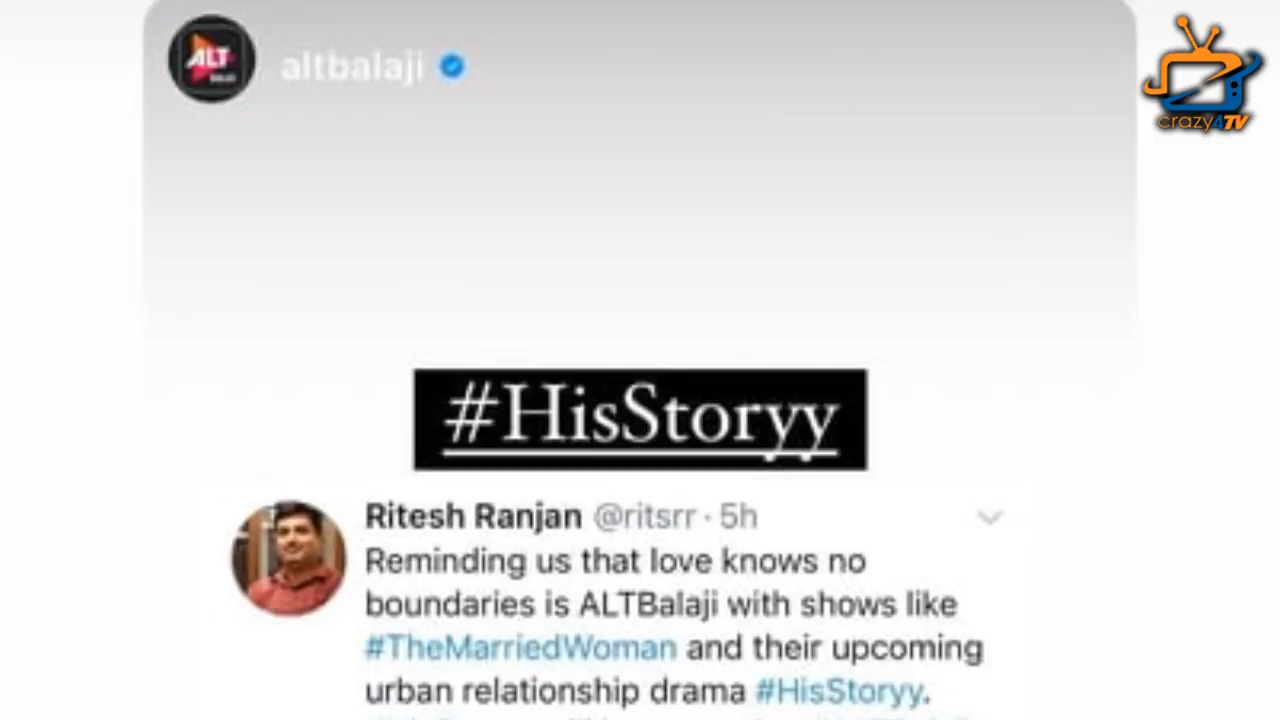 ALT
altbalaji
crazy4TV
#HisStoryy
Ritesh Ranjan @ritsrr · 5h
Reminding us that love knows no
boundaries is ALTBalaji with shows like
#TheMarriedWoman and their upcoming
urban relationship drama #HisStoryy.